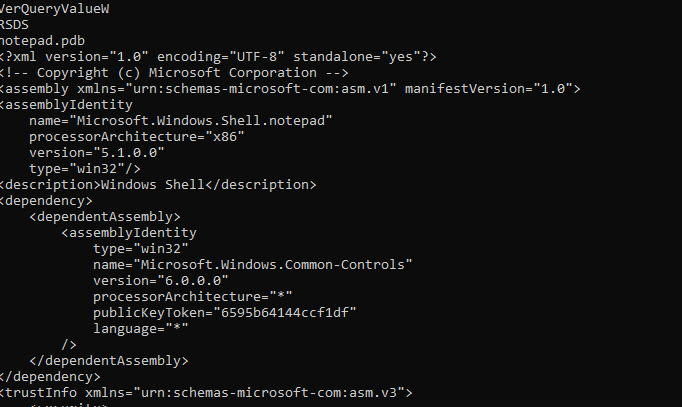 VerQueryValueW
RSDS
notepad.pdb
<?xml version="1.0" encoding="UTF-8" standalone="yes"?>
<!-- Copyright (c) Microsoft Corporation -->
<assembly xmlns="urn:schemas-microsoft-com:asm.v1" manifestVersion="1.0">
<assemblyIdentity
    name="Microsoft.Windows.Shell.notepad"
    processorArchitecture="x86"
    version="5.1.0.0"
    type="win32"/>
<description>Windows Shell</description>
<dependency>
    <dependentAssembly>
        <assemblyIdentity
            type="win32"
            name="Microsoft.Windows.Common-Controls"
            version="6.0.0.0"
            processorArchitecture="*"
            publicKeyToken="6595b64144ccf1df"
            language="*"
        />
    </dependentAssembly>
</dependency>
<trustInfo xmlns="urn:schemas-microsoft-com:asm.v3">